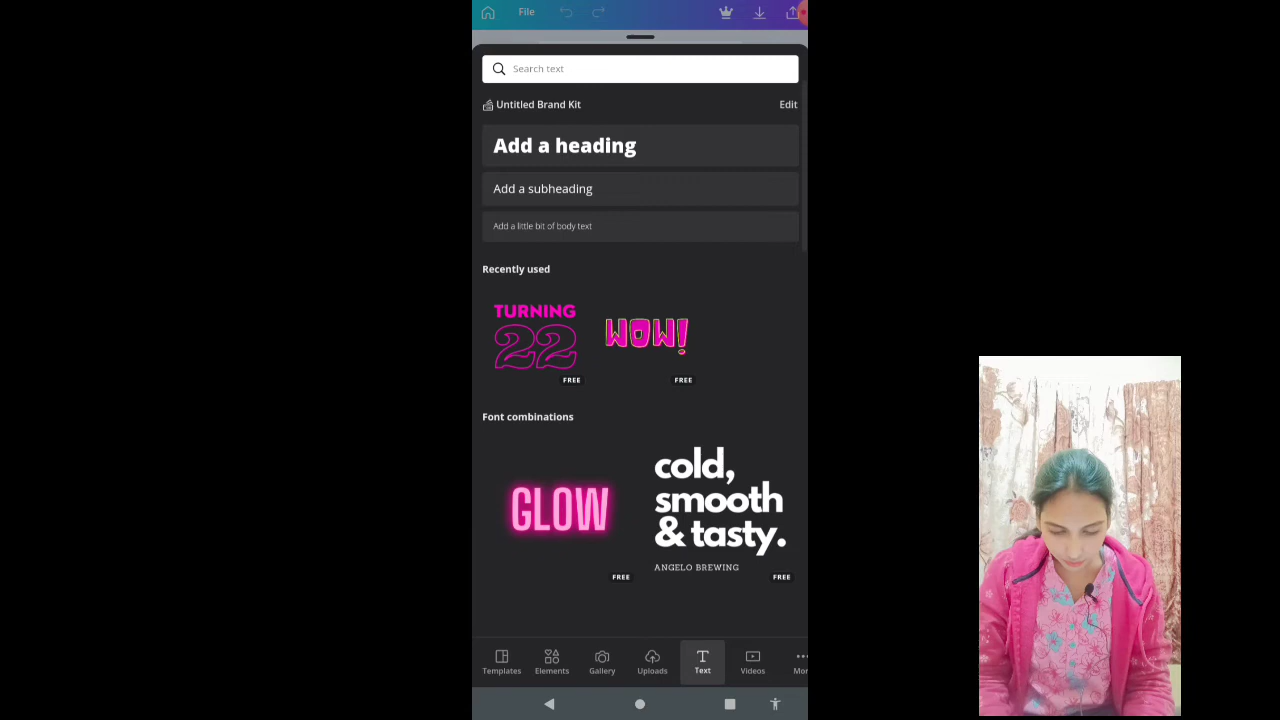 File
Search text
Untitled Brand Kit Edit
Add a heading
Add a subheading
Add a little bit of body text
Recently used
TURNING
22
FREE
WOW!
FREE
Font combinations
GLOW
FREE
cold,
smooth
& tasty.
ANGELO BREWING
FREE
Templates Elements Gallery Uploads Text Videos Mor